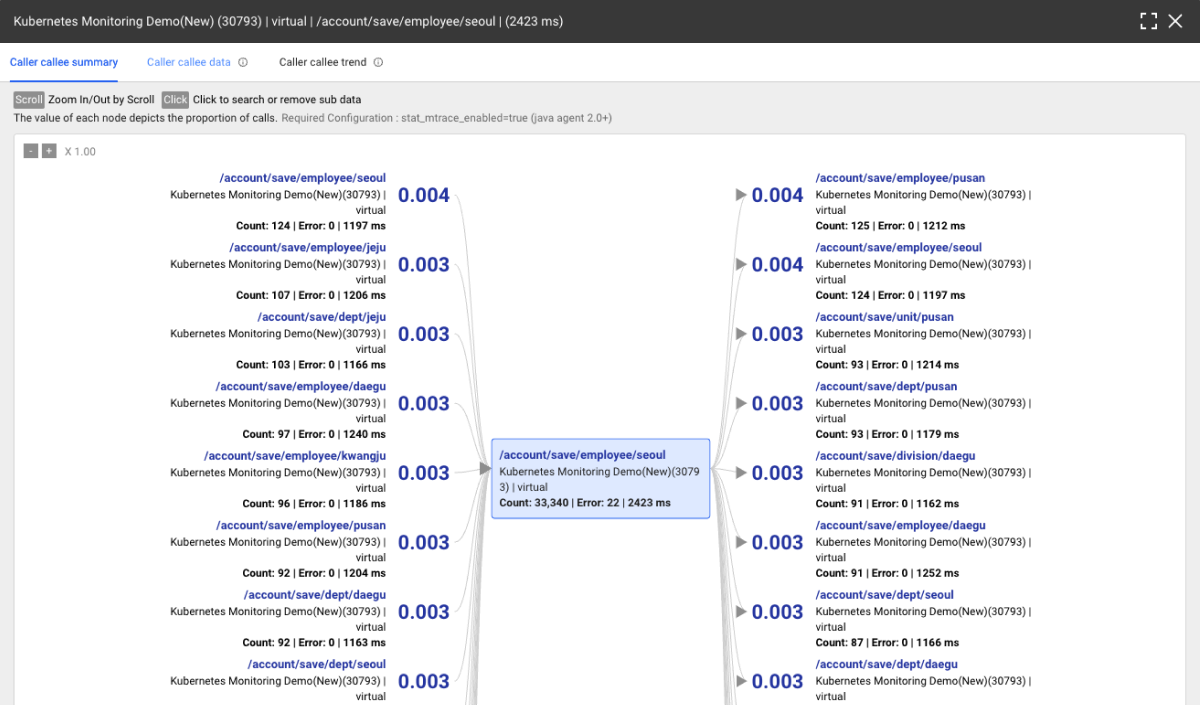 Kubernetes Monitoring Demo(New) (30793) | virtual | /account/save/employee/seoul | (2423 ms)
Caller callee summary
Caller callee data
Caller callee trend
Scroll Zoom In/Out by Scroll Click Click to search or remove sub data
The value of each node depicts the proportion of calls. Required Configuration : stat_mtrace_enabled=true (java agent 2.0+)
- + X 1.00
/account/save/employee/seoul
Kubernetes Monitoring Demo(New)(30793) |
virtual
Count: 124 | Error: 0 | 1197 ms
0.004
/account/save/employee/jeju
Kubernetes Monitoring Demo(New)(30793) |
virtual
Count: 107 | Error: 0 | 1206 ms
0.003
/account/save/dept/jeju
Kubernetes Monitoring Demo(New)(30793) |
virtual
Count: 103 | Error: 0 | 1166 ms
0.003
/account/save/employee/daegu
Kubernetes Monitoring Demo(New)(30793) |
virtual
Count: 97 | Error: 0 | 1240 ms
0.003
/account/save/employee/kwangju
Kubernetes Monitoring Demo(New)(30793) |
virtual
Count: 96 | Error: 0 | 1186 ms
0.003
/account/save/employee/pusan
Kubernetes Monitoring Demo(New)(30793) |
virtual
Count: 92 | Error: 0 | 1204 ms
0.003
/account/save/dept/daegu
Kubernetes Monitoring Demo(New)(30793) |
virtual
Count: 92 | Error: 0 | 1163 ms
0.003
/account/save/dept/seoul
Kubernetes Monitoring Demo(New)(30793) |
virtual
0.003
/account/save/employee/seoul
Kubernetes Monitoring Demo(New)(3079
3) | virtual
Count: 33,340 | Error: 22 | 2423 ms
0.004
/account/save/employee/pusan
Kubernetes Monitoring Demo(New)(30793) |
virtual
Count: 125 | Error: 0 | 1212 ms
0.004
/account/save/employee/seoul
Kubernetes Monitoring Demo(New)(30793) |
virtual
Count: 124 | Error: 0 | 1197 ms
0.003
/account/save/unit/pusan
Kubernetes Monitoring Demo(New)(30793) |
virtual
Count: 93 | Error: 0 | 1214 ms
0.003
/account/save/dept/pusan
Kubernetes Monitoring Demo(New)(30793) |
virtual
Count: 93 | Error: 0 | 1179 ms
0.003
/account/save/division/daegu
Kubernetes Monitoring Demo(New)(30793) |
virtual
Count: 91 | Error: 0 | 1162 ms
0.003
/account/save/employee/daegu
Kubernetes Monitoring Demo(New)(30793) |
virtual
Count: 91 | Error: 0 | 1252 ms
0.003
/account/save/dept/seoul
Kubernetes Monitoring Demo(New)(30793) |
virtual
Count: 87 | Error: 0 | 1166 ms
0.003
/account/save/dept/daegu
Kubernetes Monitoring Demo(New)(30793) |
virtual